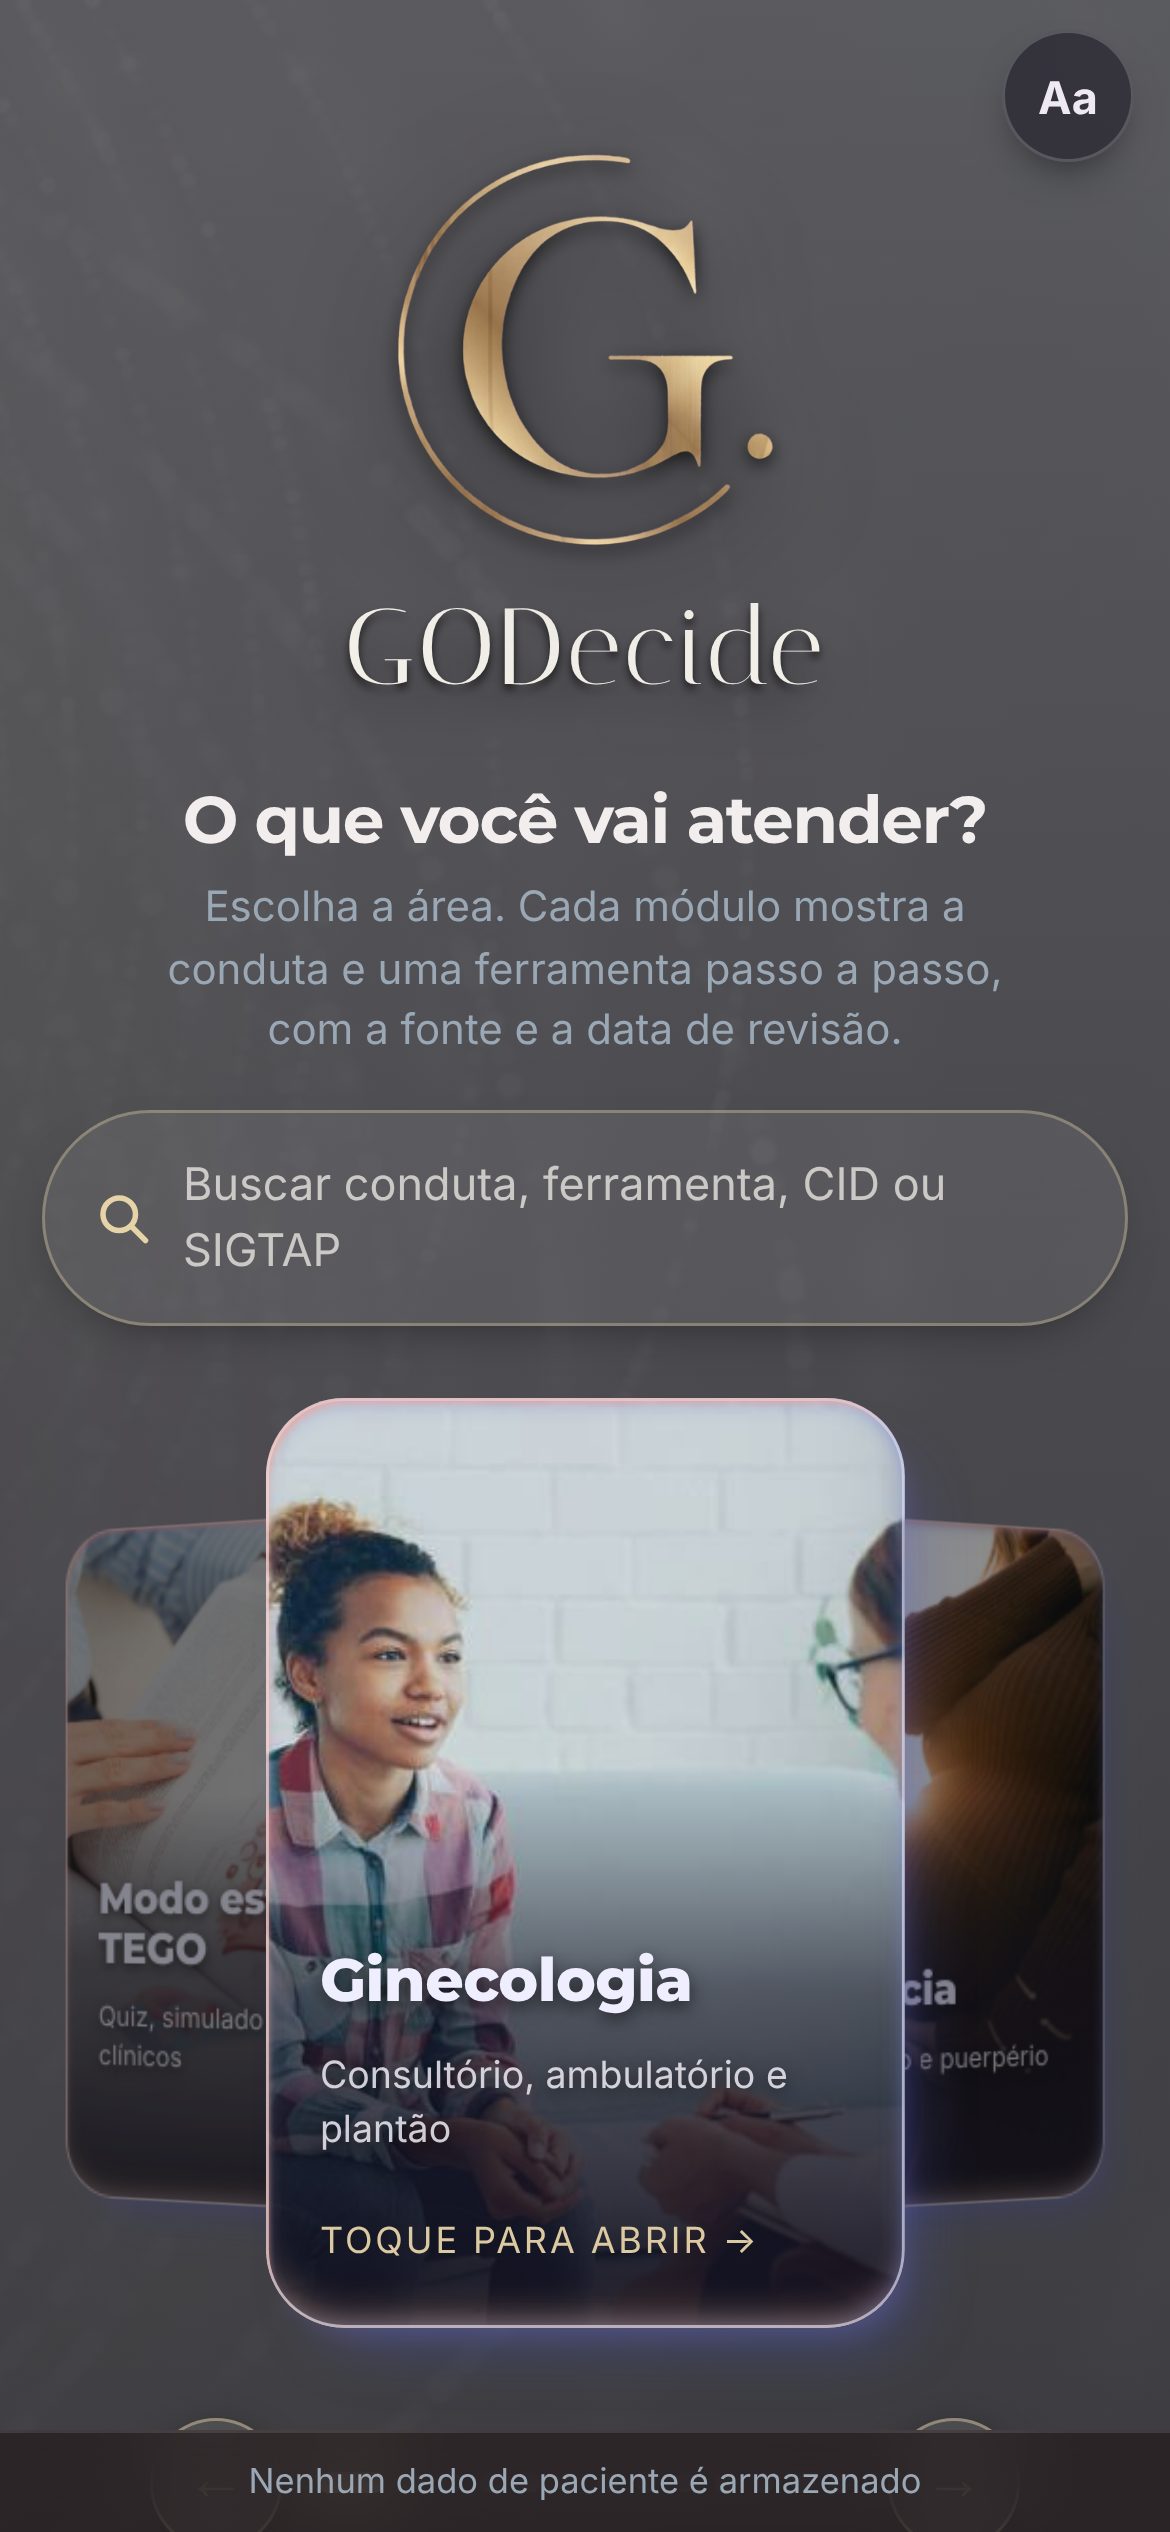 Aa
G.
GODecide
O que você vai atender?
Escolha a área. Cada módulo mostra a
conduta e uma ferramenta passo a passo,
com a fonte e a data de revisão.
Buscar conduta, ferramenta, CID ou
SIGTAP
Modo es
TEGO
Quiz, simulado
clínicos
Ginecologia
Consultório, ambulatório e
plantão
TOQUE PARA ABRIR →
cia
e puerpério
← Nenhum dado de paciente é armazenado →